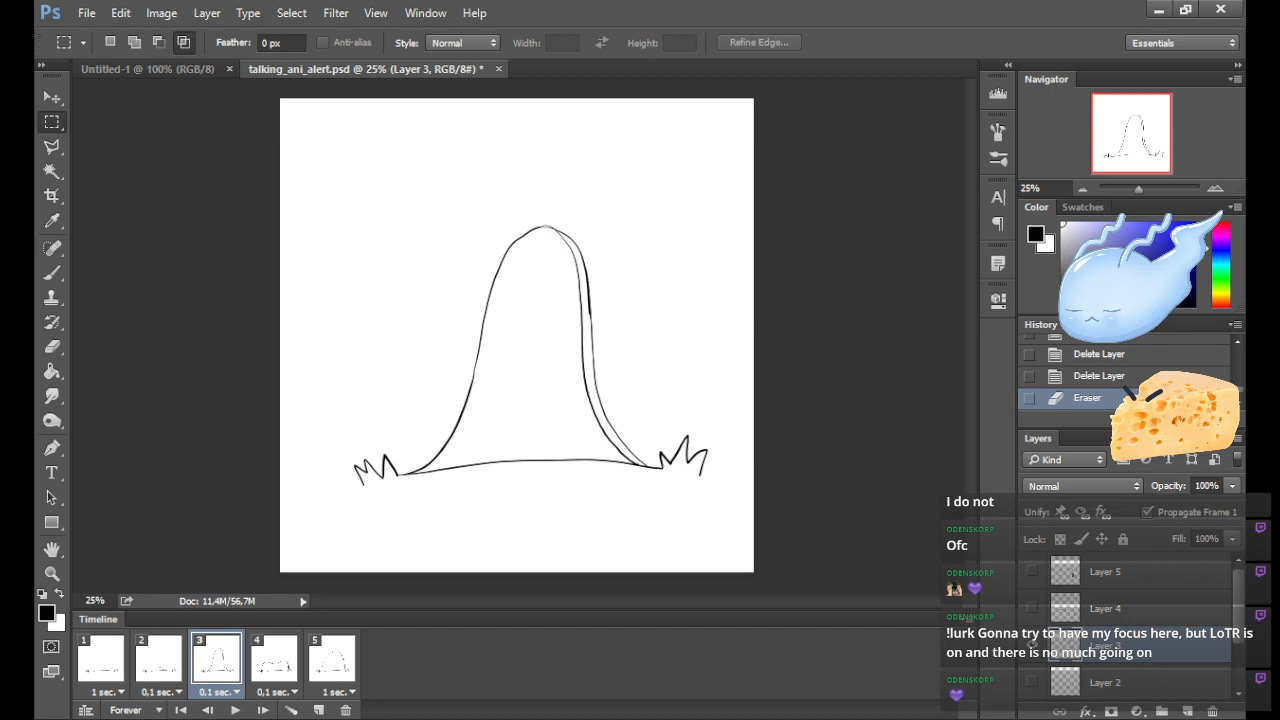 Ps File Edit Image Layer Type Select Filter View Window Help
Feather: 0 px Anti-alias Style: Normal Width: Height: Refine Edge... Essentials
Untitled-1 @ 100% (RGB/8) × talking_ani_alert.psd @ 25% (Layer 3, RGB/8#) * ×
Navigator
25%
Color Swatches
History
Delete Layer
Delete Layer
Eraser
Layers
Kind
Normal Opacity: 100%
Unify: Propagate Frame 1
Lock: Fill: 100%
Layer 5
Layer 4
Layer 2
I do not
ODENSKORP
Ofc
ODENSKORP
ODENSKORP
!lurk Gonna try to have my focus here, but LoTR is
on and there is no much going on
ODENSKORP
25% Doc: 11,4M/56,7M
Timeline
1 2 3 4 5
1 sec. 0,1 sec. 0,1 sec. 0,1 sec. 1 sec.
Forever